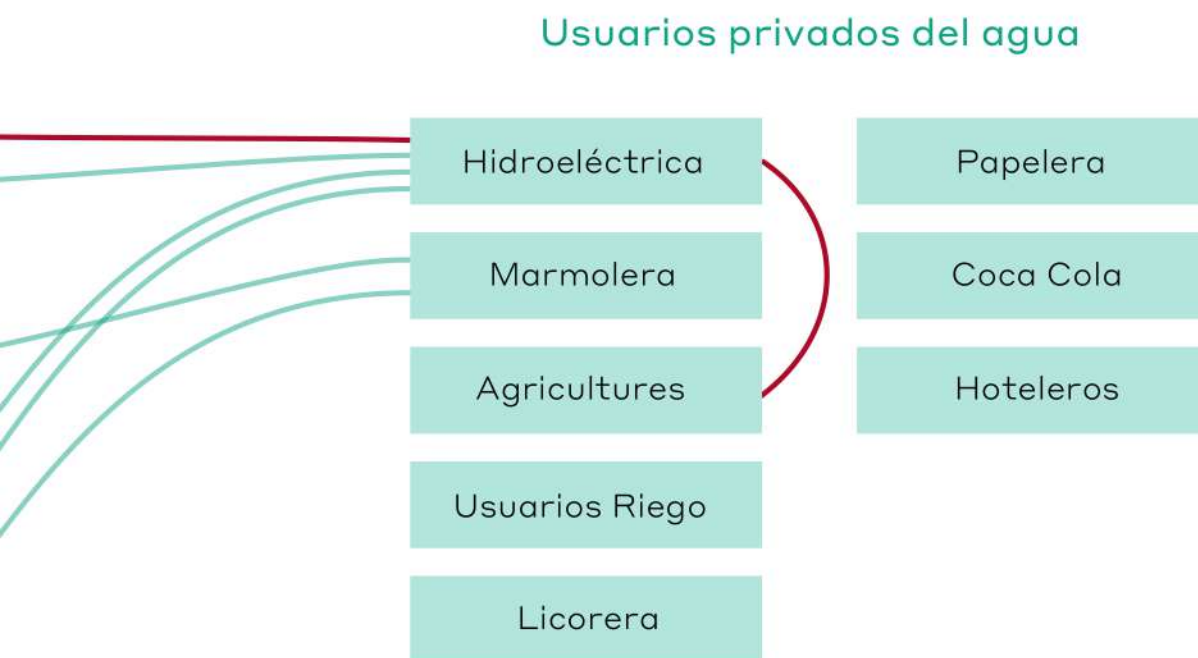 Usuarios privados del agua
Hidroeléctrica
Papelera
Marmolera
Coca Cola
Agricultures
Hoteleros
Usuarios Riego
Licorera